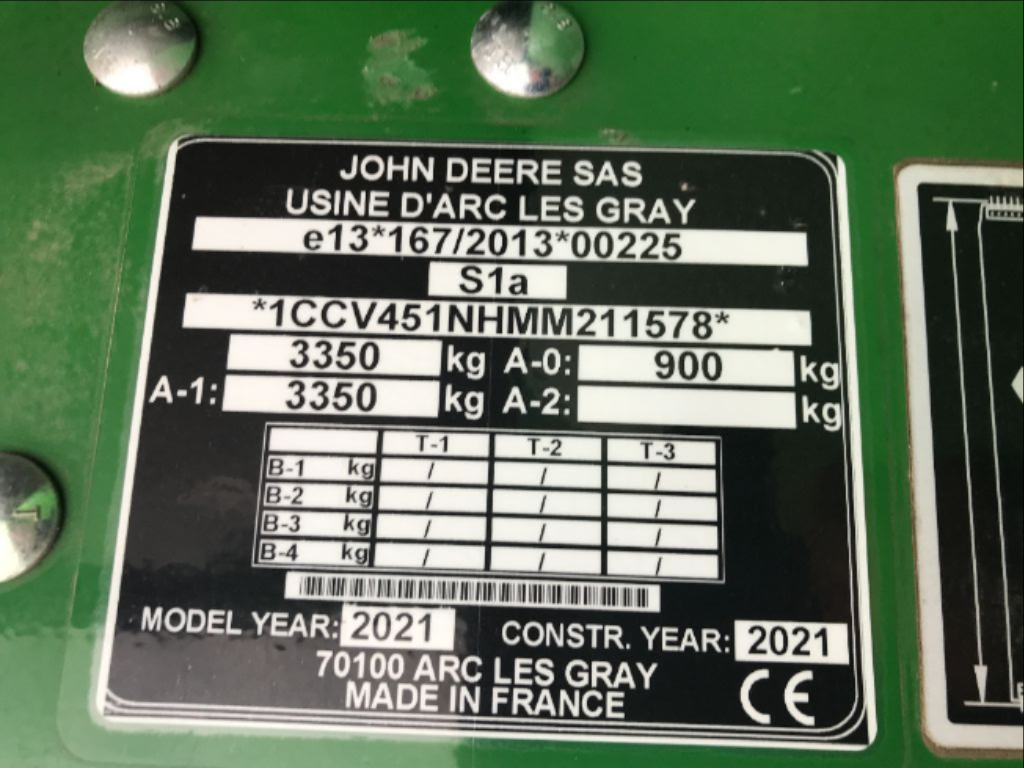 JOHN DEERE SAS
USINE D'ARC LES GRAY
e13*167/2013*00225
S1a
*1CCV451NHMM211578*
3350 kg A-0: 900 kg
A-1: 3350 kg A-2: kg
T-1 T-2 T-3
B-1 kg / / /
B-2 kg / / /
B-3 kg / / /
B-4 kg / / /
MODEL YEAR: 2021 CONSTR. YEAR: 2021
70100 ARC LES GRAY
MADE IN FRANCE CE